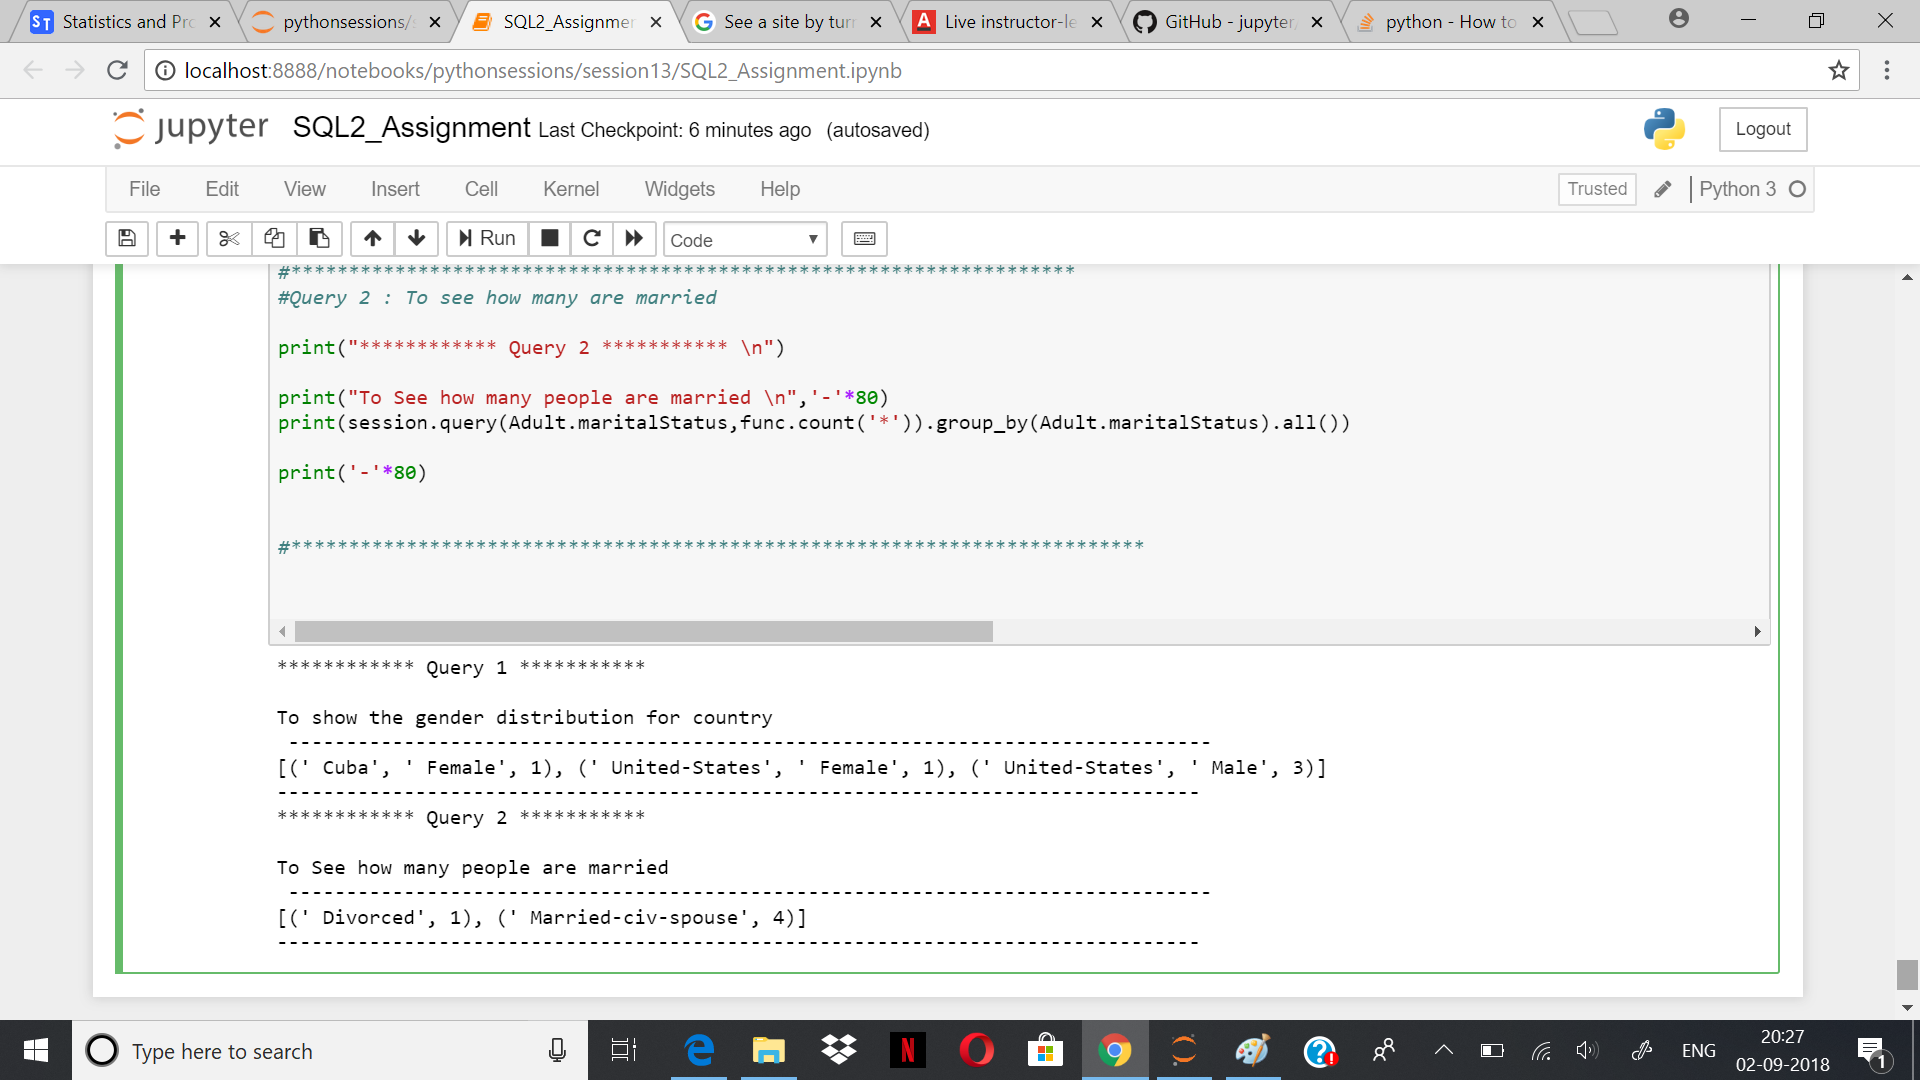 Statistics and Pro
pythonsessions/s
SQL2_Assignmen
See a site by turn
Live instructor-le
GitHub - jupyter/
python - How to
localhost:8888/notebooks/pythonsessions/session13/SQL2_Assignment.ipynb
jupyter SQL2_Assignment Last Checkpoint: 6 minutes ago (autosaved)
Logout
File Edit View Insert Cell Kernel Widgets Help
Trusted Python 3
Run Code
#********************************************************************
#Query 2 : To see how many are married
print("************ Query 2 *********** \n")
print("To See how many people are married \n",'-'*80)
print(session.query(Adult.maritalStatus,func.count('*')).group_by(Adult.maritalStatus).all())
print('-'*80)
#**************************************************************************
************ Query 1 ***********
To show the gender distribution for country
--------------------------------------------------------------------------------
[(' Cuba', ' Female', 1), (' United-States', ' Female', 1), (' United-States', ' Male', 3)]
--------------------------------------------------------------------------------
************ Query 2 ***********
To See how many people are married
--------------------------------------------------------------------------------
[(' Divorced', 1), (' Married-civ-spouse', 4)]
--------------------------------------------------------------------------------
Type here to search
ENG
20:27
02-09-2018
1